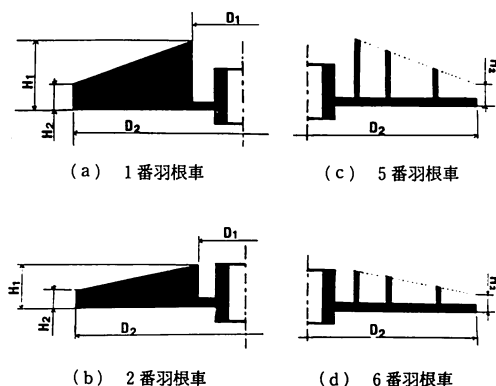 D1
H1
H2
D2
(a) 1番羽根車
H2
D2
(c) 5番羽根車
D1
H1
H2
D2
(b) 2番羽根車
H2
D2
(d) 6番羽根車